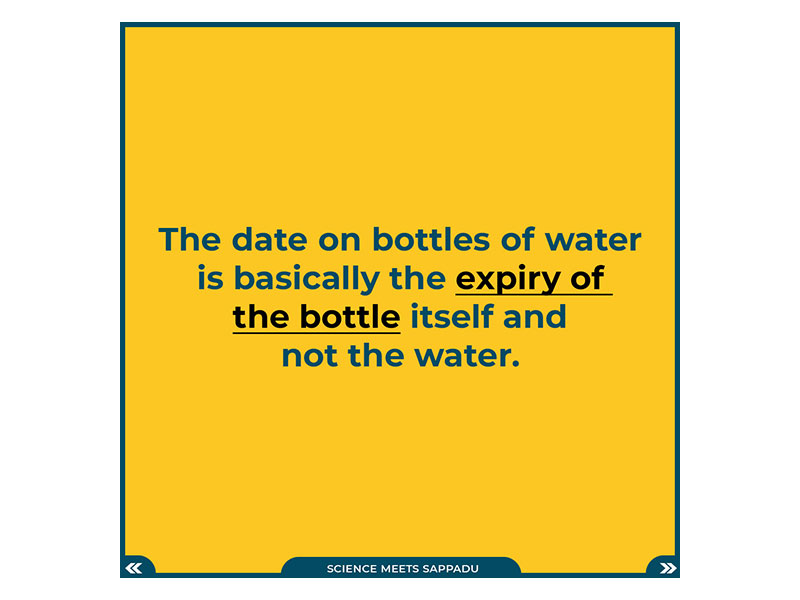 The date on bottles of water
is basically the expiry of
the bottle itself and
not the water.
SCIENCE MEETS SAPPADU